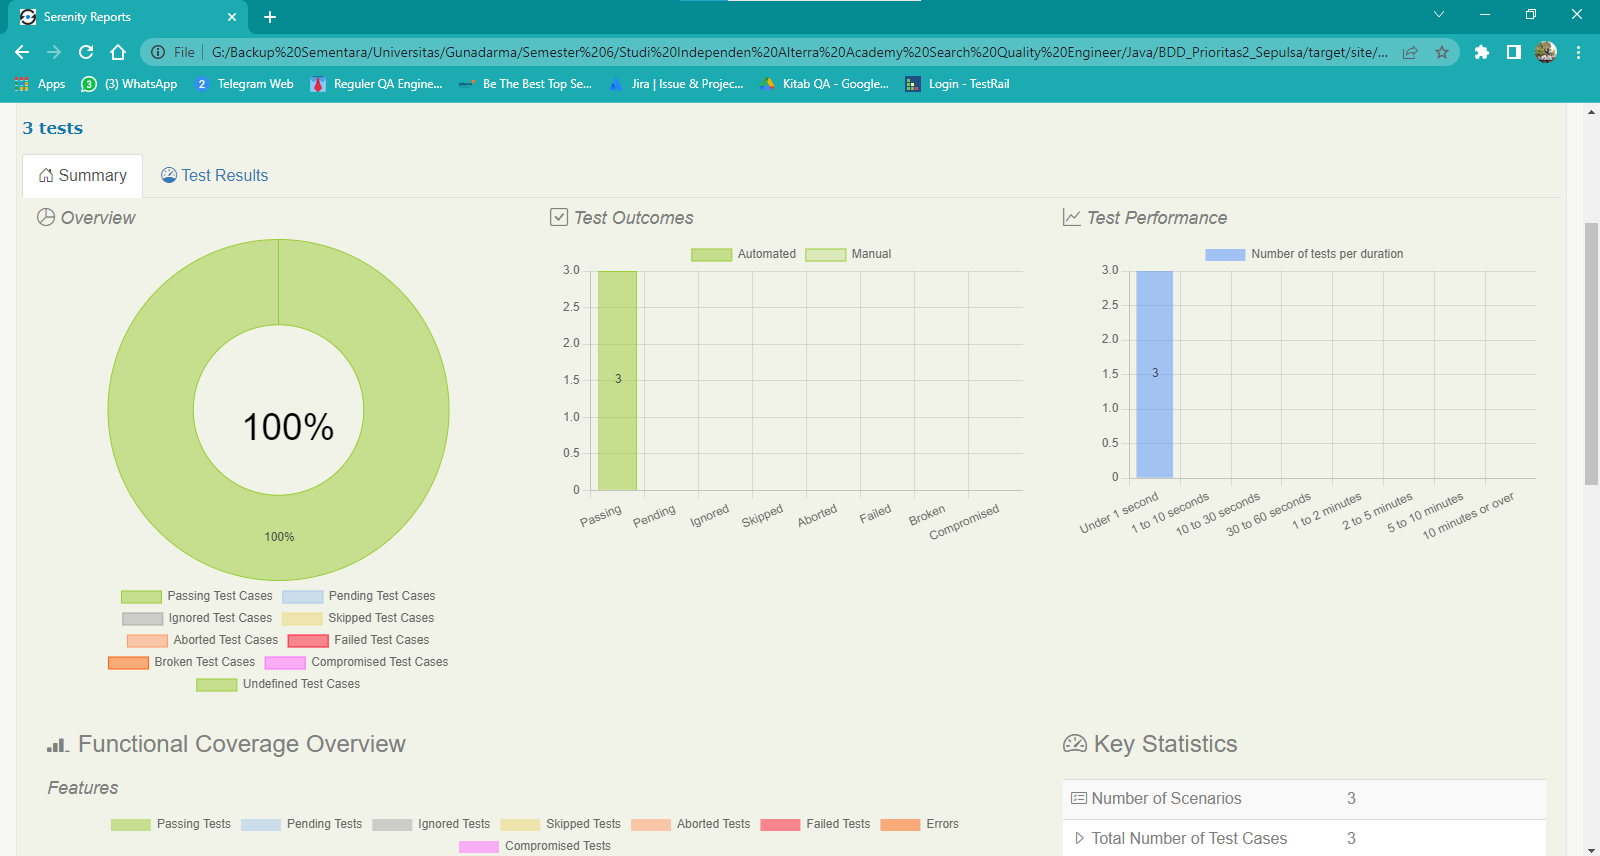 Serenity Reports
File G:/Backup%20Sementara/Universitas/Gunadarma/Semester%206/Studi%20Independen%20Alterra%20Academy%20Search%20Quality%20Engineer/Java/BDD_Prioritas2_Sepulsa/target/site/...
Apps (3) WhatsApp Telegram Web Reguler QA Engine... Be The Best Top Se... Jira | Issue & Projec... Kitab QA - Google... Login - TestRail
3 tests
Summary Test Results
Overview
100%
100%
Passing Test Cases Pending Test Cases
Ignored Test Cases Skipped Test Cases
Aborted Test Cases Failed Test Cases
Broken Test Cases Compromised Test Cases
Undefined Test Cases
Test Outcomes
Automated Manual
3.0
2.5
2.0
1.5
1.0
0.5
0
3
Passing Pending Ignored Skipped Aborted Failed Broken Compromised
Test Performance
Number of tests per duration
3.0
2.5
2.0
1.5
1.0
0.5
0
3
Under 1 second 1 to 10 seconds 10 to 30 seconds 30 to 60 seconds 1 to 2 minutes 2 to 5 minutes 5 to 10 minutes 10 minutes or over
Functional Coverage Overview
Features
Passing Tests Pending Tests Ignored Tests Skipped Tests Aborted Tests Failed Tests Errors
Compromised Tests
Key Statistics
Number of Scenarios 3
Total Number of Test Cases 3